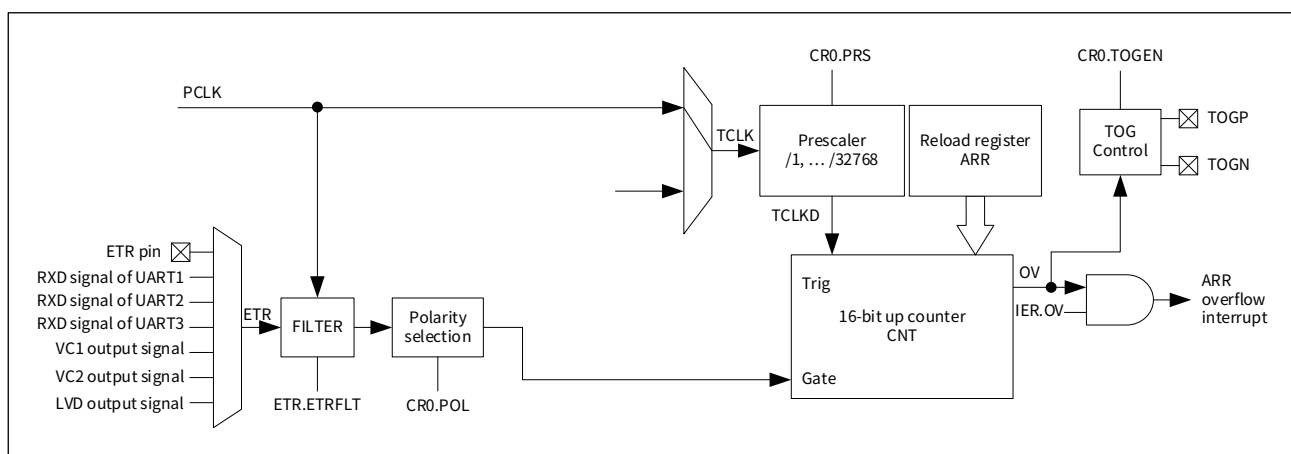 CR0.PRS
CR0.TOGEN
PCLK
TCLK
Prescaler
/1, … /32768
Reload register
ARR
TOG
Control
TOGP
TOGN
TCLKD
ETR pin
RXD signal of UART1
RXD signal of UART2
RXD signal of UART3
VC1 output signal
VC2 output signal
LVD output signal
ETR
FILTER
Polarity
selection
ETR.ETRFLT
CR0.POL
Trig
16-bit up counter
CNT
Gate
OV
IER.OV
ARR
overflow
interrupt